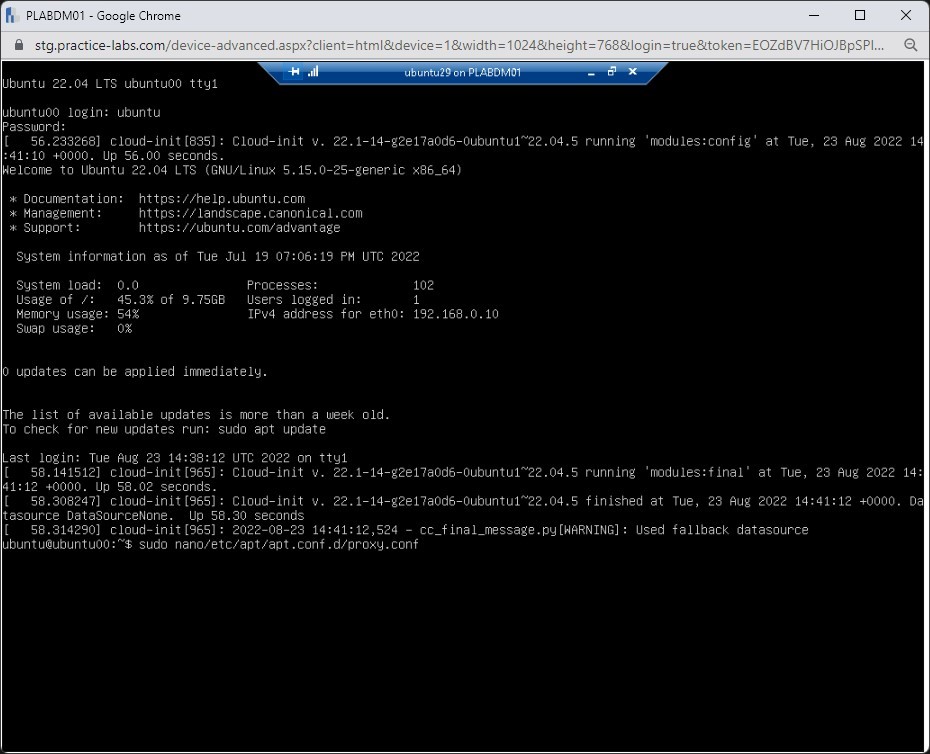 PLABDM01 - Google Chrome
stg.practice-labs.com/device-advanced.aspx?client=html&device=1&width=1024&height=768&login=true&token=EOZdBV7HiOJBpSPI...
ubuntu29 on PLABDM01
Ubuntu 22.04 LTS ubuntu00 tty1
ubuntu00 login: ubuntu
Password:
[   56.233268] cloud-init[835]: Cloud-init v. 22.1-14-g2e17a0d6-0ubuntu1~22.04.5 running 'modules:config' at Tue, 23 Aug 2022 14
:41:10 +0000. Up 56.00 seconds.
Welcome to Ubuntu 22.04 LTS (GNU/Linux 5.15.0-25-generic x86_64)
 * Documentation:  https://help.ubuntu.com
 * Management:     https://landscape.canonical.com
 * Support:        https://ubuntu.com/advantage
  System information as of Tue Jul 19 07:06:19 PM UTC 2022
  System load:  0.0               Processes:             102
  Usage of /:   45.3% of 9.75GB   Users logged in:       1
  Memory usage: 54%               IPv4 address for eth0: 192.168.0.10
  Swap usage:   0%
0 updates can be applied immediately.
The list of available updates is more than a week old.
To check for new updates run: sudo apt update
Last login: Tue Aug 23 14:38:12 UTC 2022 on tty1
[   58.141512] cloud-init[965]: Cloud-init v. 22.1-14-g2e17a0d6-0ubuntu1~22.04.5 running 'modules:final' at Tue, 23 Aug 2022 14:
41:12 +0000. Up 58.02 seconds.
[   58.308247] cloud-init[965]: Cloud-init v. 22.1-14-g2e17a0d6-0ubuntu1~22.04.5 finished at Tue, 23 Aug 2022 14:41:12 +0000. Da
tasource DataSourceNone.  Up 58.30 seconds
[   58.314290] cloud-init[965]: 2022-08-23 14:41:12,524 - cc_final_message.py[WARNING]: Used fallback datasource
ubuntu@ubuntu00:~$ sudo nano/etc/apt/apt.conf.d/proxy.conf